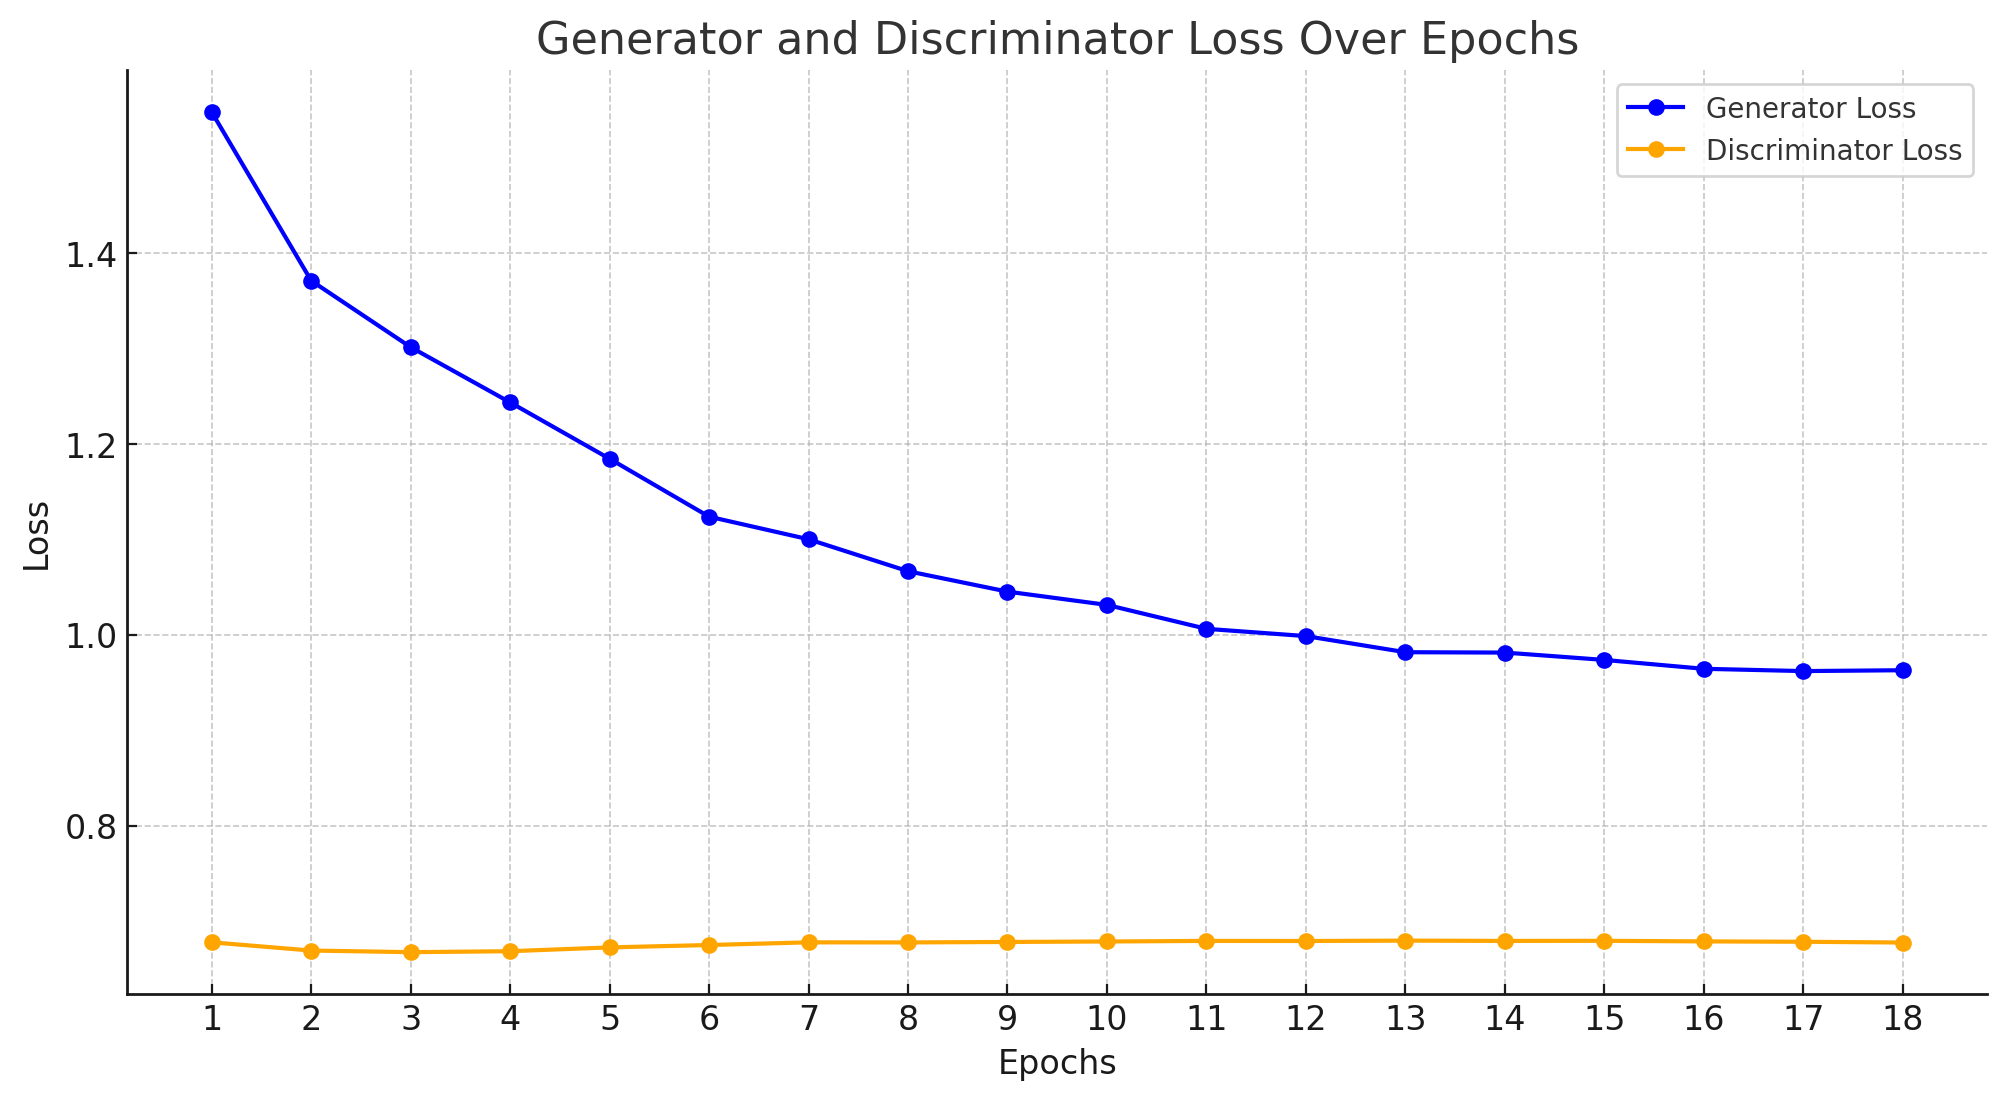 Generator and Discriminator Loss Over Epochs
Generator Loss
Discriminator Loss
1.4
1.2
1.0
0.8
Loss
1 2 3 4 5 6 7 8 9 10 11 12 13 14 15 16 17 18
Epochs